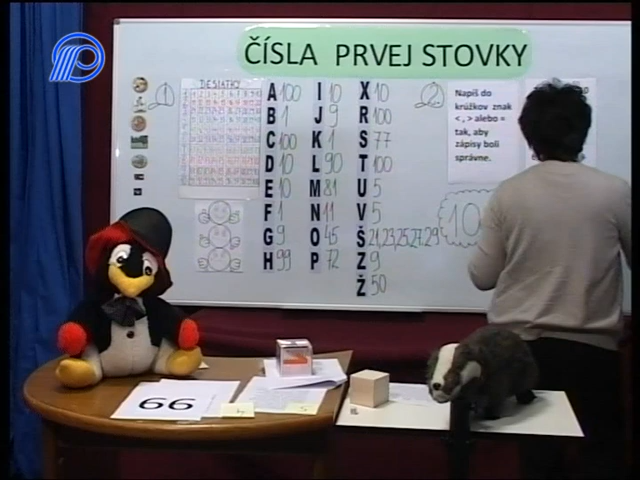 ČÍSLA PRVEJ STOVKY
DESIATKY
A 100
B 1
C 100
D 10
E 10
F 1
G 9
H 99
I 10
J 9
K 1
L 90
M 81
N 11
O 45
P 72
X 10
R 100
S 77
T 100
U 5
V 5
Š 21,23,25,27,29
Z 9
Ž 50
1
2
Napíš do
krúžkov znak
< , > alebo =
tak, aby
zápisy boli
správne.
66